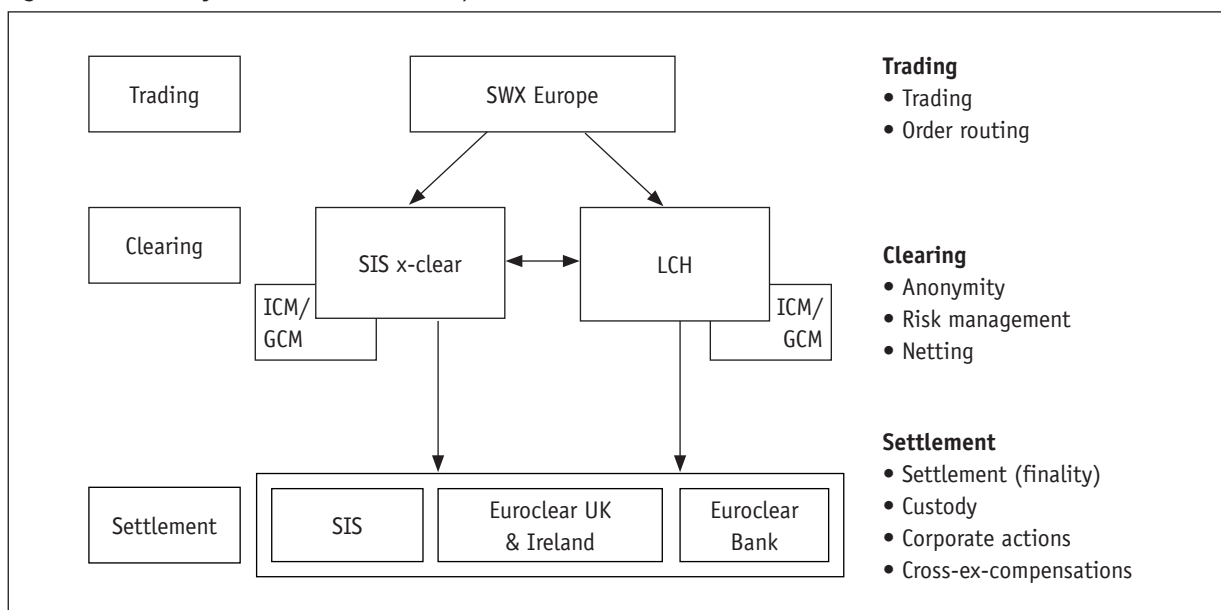 Trading
SWX Europe
Trading
• Trading
• Order routing
Clearing
SIS x-clear
LCH
ICM/
GCM
ICM/
GCM
Clearing
• Anonymity
• Risk management
• Netting
Settlement
SIS
Euroclear UK
& Ireland
Euroclear
Bank
Settlement
• Settlement (finality)
• Custody
• Corporate actions
• Cross-ex-compensations